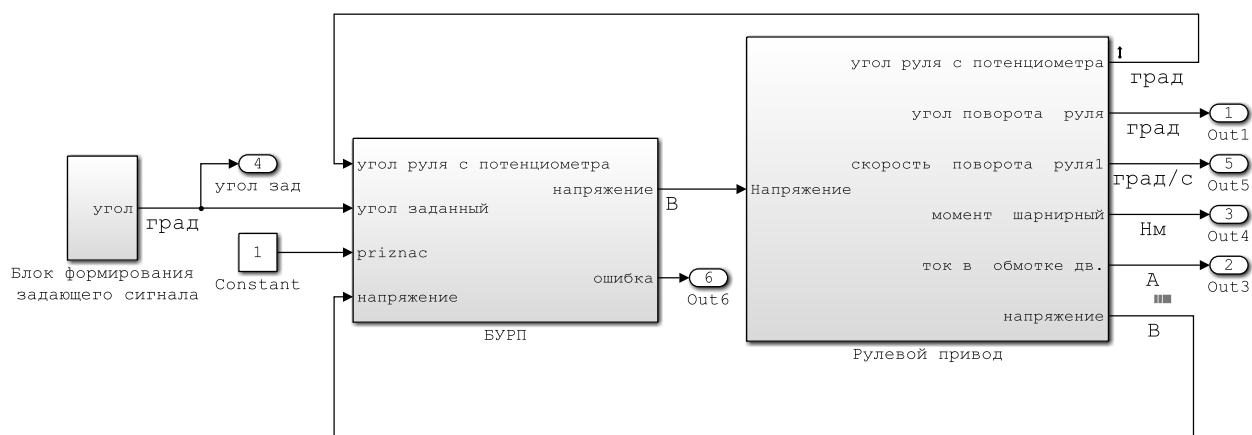 угол руля с потенциометра
град
угол поворота руля
град
1
Out1
скорость поворота руля1
град/с
5
Out5
момент шарнирный
Нм
3
Out4
ток в обмотке дв.
А
2
Out3
напряжение
В
Напряжение
Рулевой привод
угол руля с потенциометра
напряжение
В
угол заданный
priznac
напряжение
ошибка
6
Out6
БУРП
4
угол зад
угол
град
1
Constant
Блок формирования
задающего сигнала